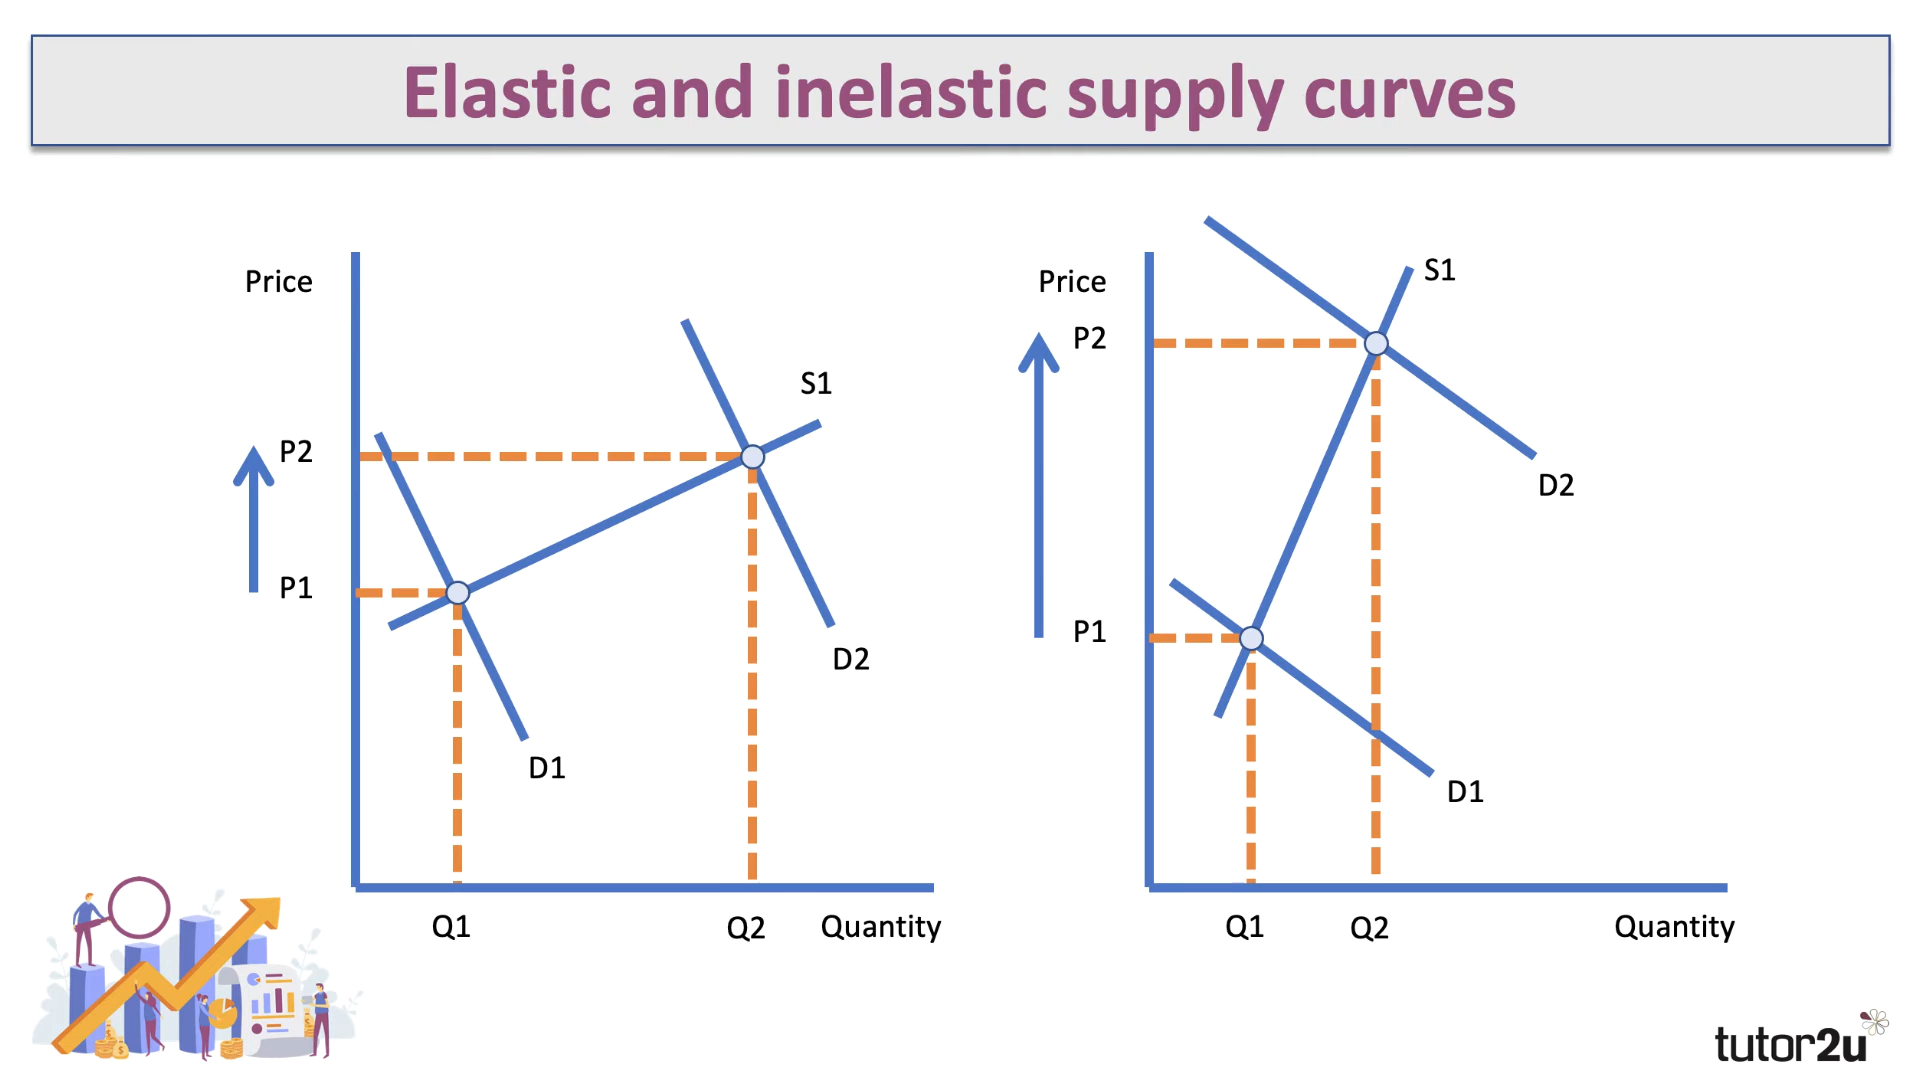 Elastic and inelastic supply curves
Price
P2
P1
S1
D2
D1
Q1
Q2
Quantity
Price
P2
P1
S1
D2
D1
Q1
Q2
Quantity
tutor2u